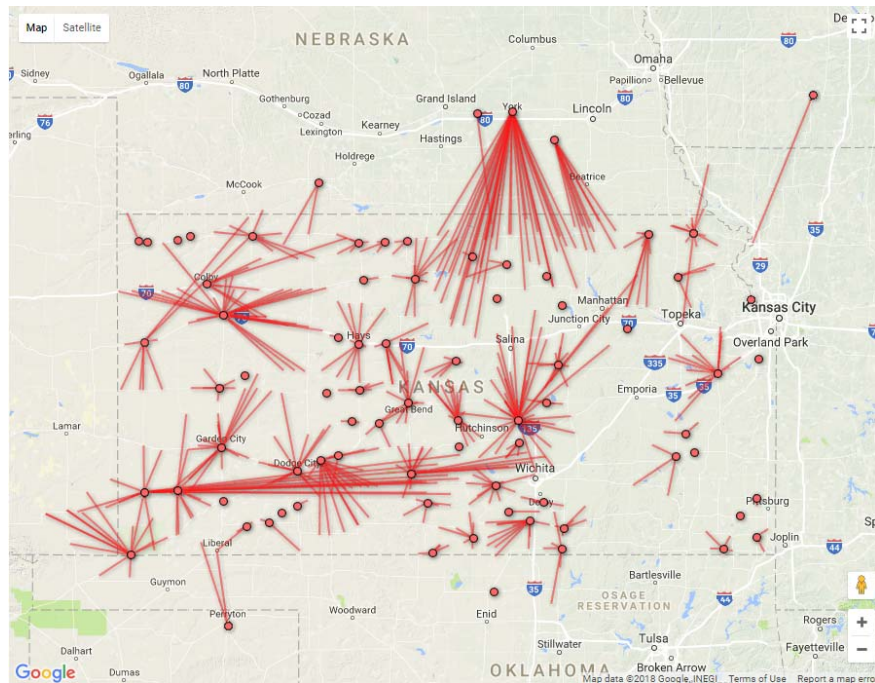 Map Satellite
NEBRASKA
Columbus
80
Omaha
Sidney
Ogallala
80
North Platte
Papillion
Bellevue
80
Gothenburg
Cozad
Lexington
Kearney
Grand Island
80
York
Lincoln
76
Hastings
Holdrege
Beatrice
McCook
35
29
Colby
70
Manhattan
Kansas City
Topeka
Junction City
70
Overland Park
Hays
70
Salina
335
35
KANSAS
Emporia
35
Great Bend
Lamar
Hutchinson
135
Garden City
Dodge City
Wichita
Derby
Pittsburg
Liberal
Joplin
44
Guymon
Bartlesville
35
OSAGE
RESERVATION
44
Perryton
Woodward
Enid
Rogers
Stillwater
Tulsa
Fayetteville
Dalhart
Broken Arrow
Dumas
OKLAHOMA
Google
Map data ©2018 Google, INEGI Terms of Use Report a map error